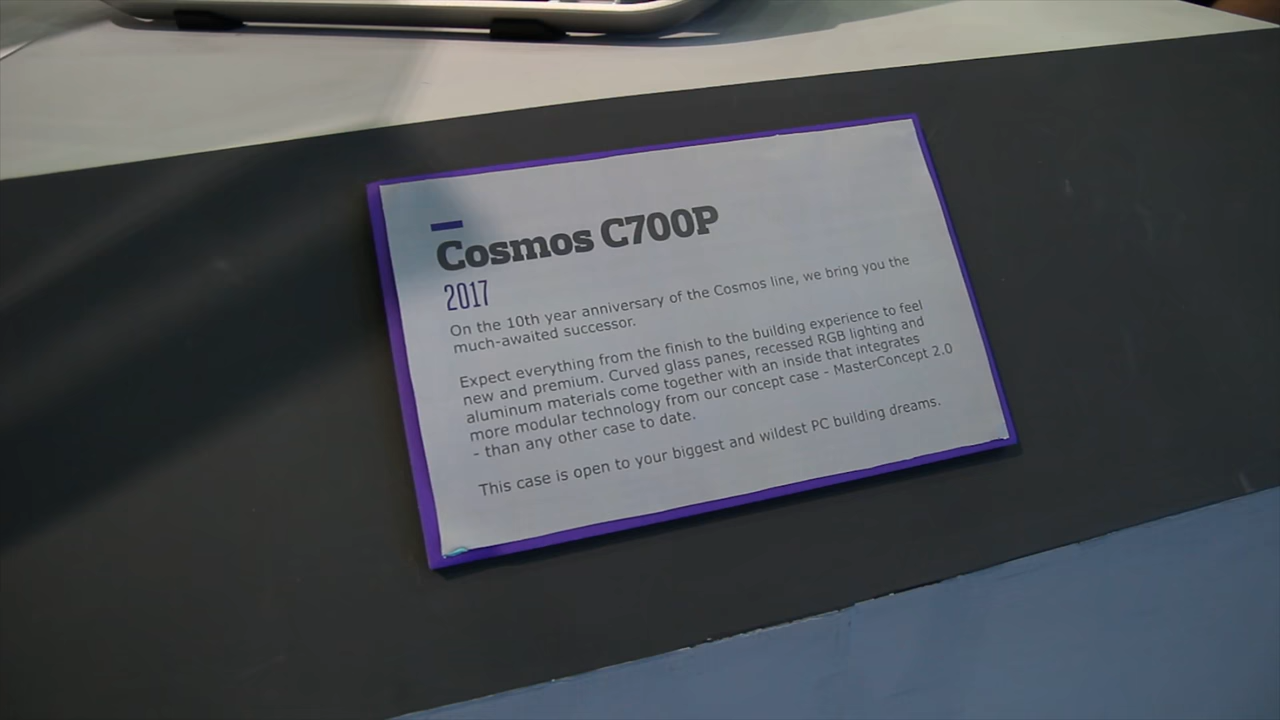 Cosmos C700P
2017
On the 10th year anniversary of the Cosmos line, we bring you the
much-awaited successor.
Expect everything from the finish to the building experience to feel
new and premium. Curved glass panes, recessed RGB lighting and
aluminum materials come together with an inside that integrates
more modular technology from our concept case - MasterConcept 2.0
- than any other case to date.
This case is open to your biggest and wildest PC building dreams.